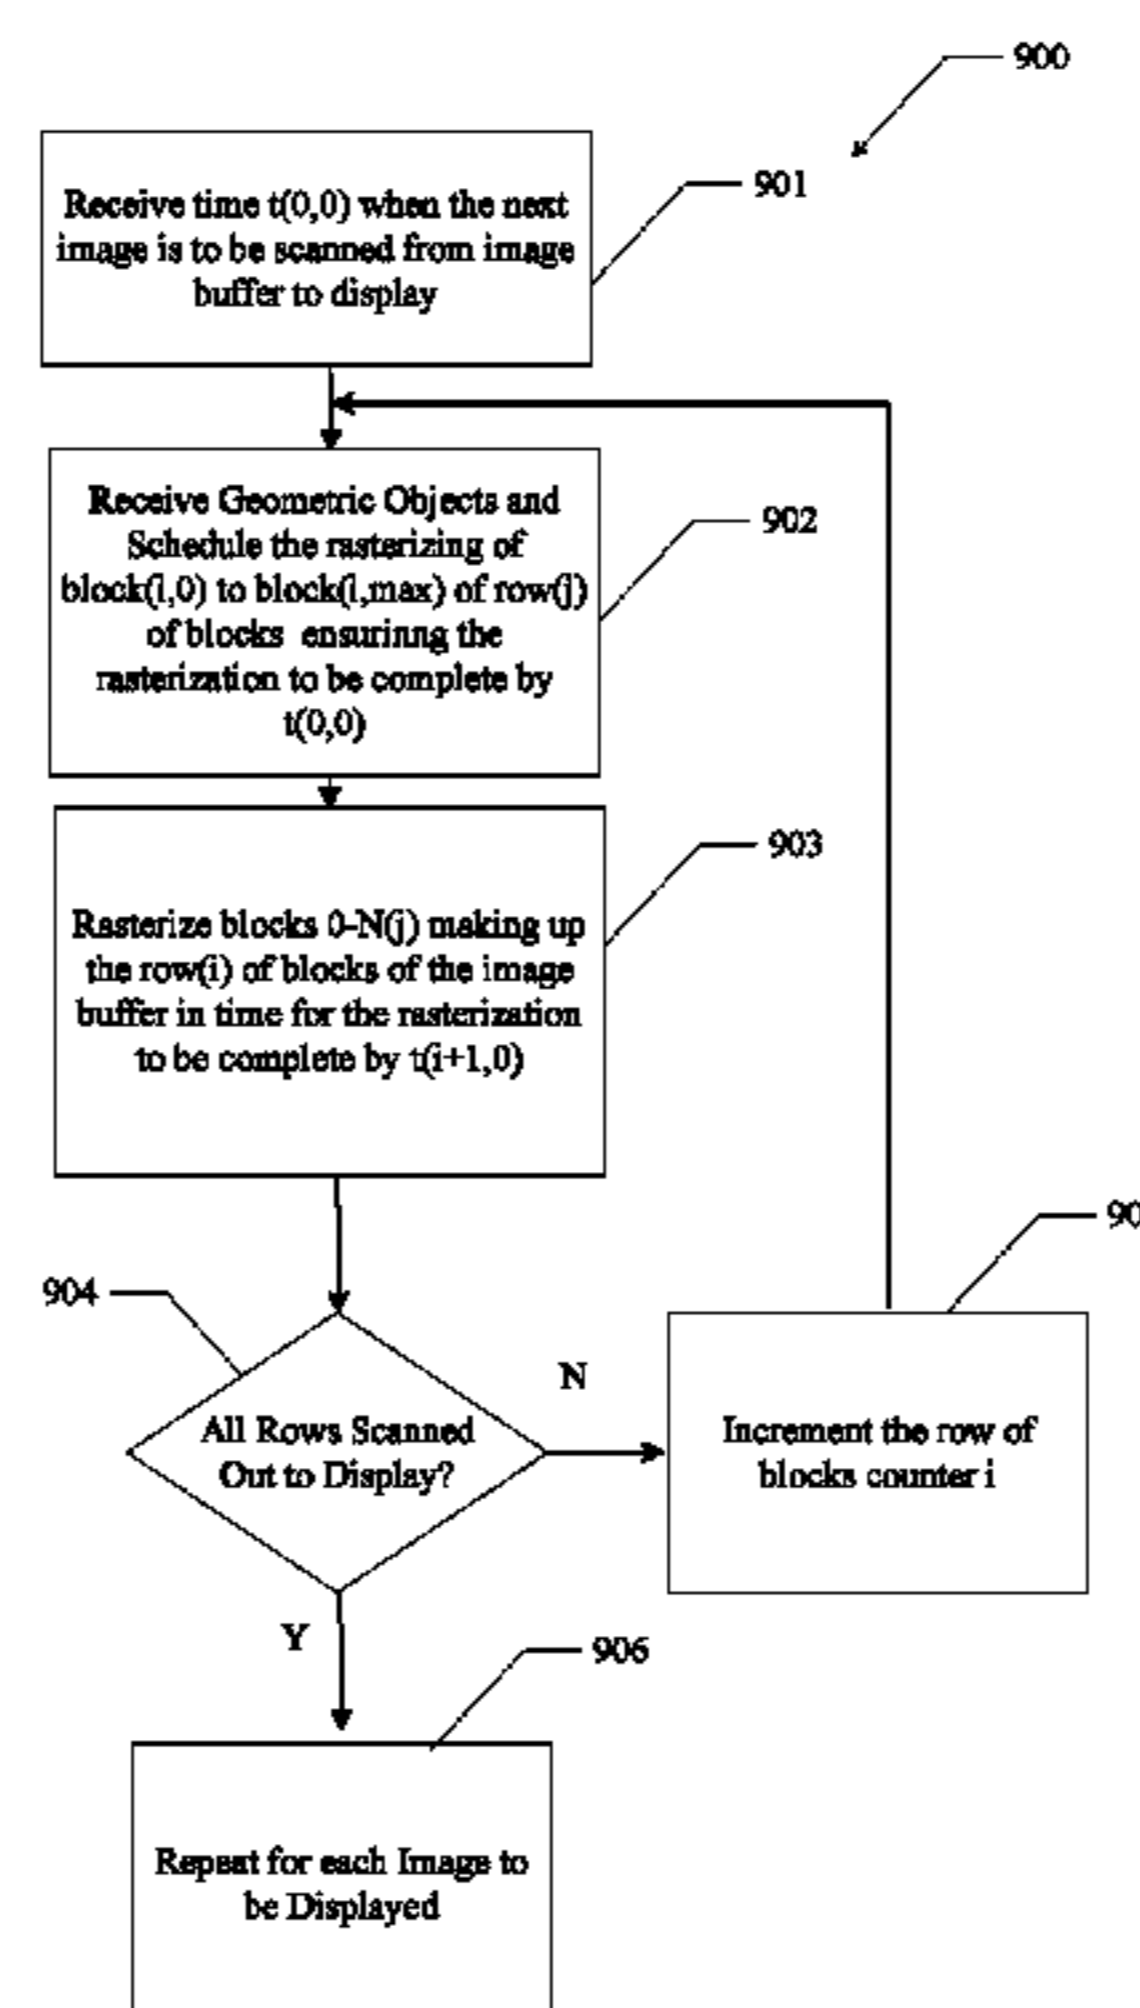 900
901
Receive time t(0,0) when the next
image is to be scanned from image
buffer to display
902
Receive Geometric Objects and
Schedule the rasterizing of
block(i,0) to block(i,max) of row(j)
of blocks ensurinng the
rasterization to be complete by
t(0,0)
903
Rasterize blocks 0-N(j) making up
the row(i) of blocks of the image
buffer in time for the rasterization
to be complete by t(i+1,0)
90
904
N
All Rows Scanned
Out to Display?
Increment the row of
blocks counter i
Y
906
Repeat for each Image to
be Displayed